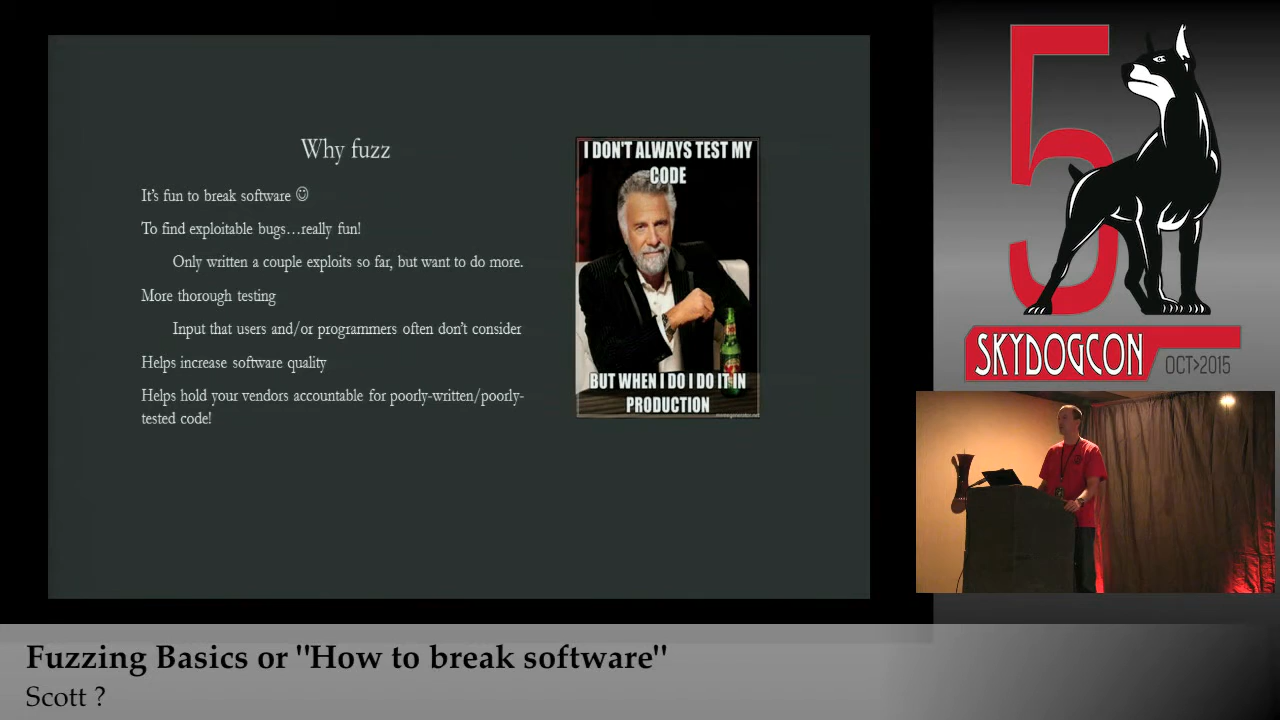 Why fuzz
It's fun to break software ☺
To find exploitable bugs…really fun!
Only written a couple exploits so far, but want to do more.
More thorough testing
Input that users and/or programmers often don't consider
Helps increase software quality
Helps hold your vendors accountable for poorly-written/poorly-
tested code!
I DON'T ALWAYS TEST MY
CODE
BUT WHEN I DO I DO IT IN
PRODUCTION
5
SKYDOGCON
OCT>2015
Fuzzing Basics or "How to break software"
Scott ?